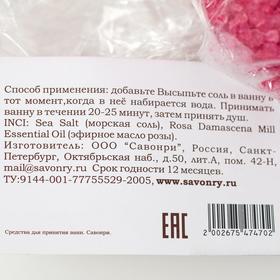 Способ применения: добавьте Высыпьте соль в ванну в
тот момент,когда в неё набирается вода. Принимать
ванну в течении 20-25 минут, затем принять душ.
INCI: Sea Salt (морская соль), Rosa Damascena Mill
Essential Oil (эфирное масло розы).
Изготовитель: ООО "Савонри", Россия, Санкт-
Петербург, Октябрьская наб., д.50, лит.А, пом. 42-Н,
mail@savonry.ru Срок годности 12 месяцев.
ТУ:9144-001-77755529-2005.
www.savonry.ru
EAC
2 002675 474702
Средства для принятия ванн. Савонри.